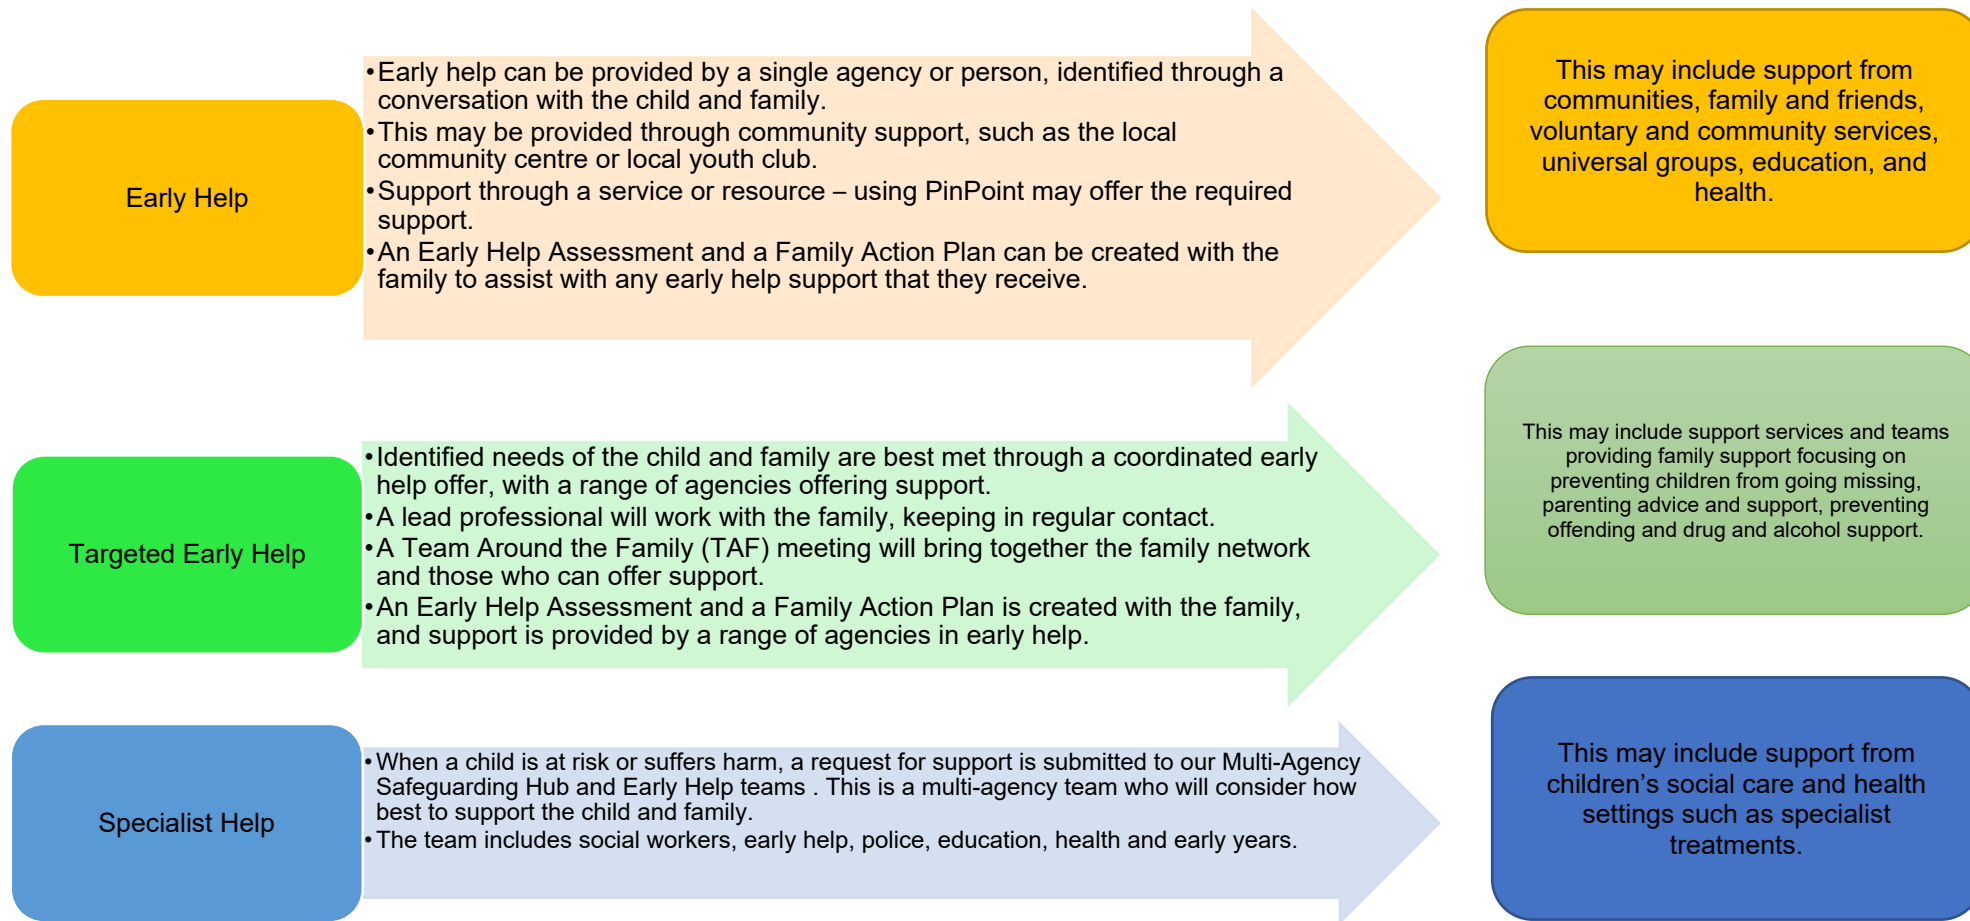 Early Help
•Early help can be provided by a single agency or person, identified through a
conversation with the child and family.
•This may be provided through community support, such as the local
community centre or local youth club.
•Support through a service or resource – using PinPoint may offer the required
support.
•An Early Help Assessment and a Family Action Plan can be created with the
family to assist with any early help support that they receive.
This may include support from
communities, family and friends,
voluntary and community services,
universal groups, education, and
health.
Targeted Early Help
•Identified needs of the child and family are best met through a coordinated early
help offer, with a range of agencies offering support.
•A lead professional will work with the family, keeping in regular contact.
•A Team Around the Family (TAF) meeting will bring together the family network
and those who can offer support.
•An Early Help Assessment and a Family Action Plan is created with the family,
and support is provided by a range of agencies in early help.
This may include support services and teams
providing family support focusing on
preventing children from going missing,
parenting advice and support, preventing
offending and drug and alcohol support.
Specialist Help
•When a child is at risk or suffers harm, a request for support is submitted to our Multi-Agency
Safeguarding Hub and Early Help teams . This is a multi-agency team who will consider how
best to support the child and family.
•The team includes social workers, early help, police, education, health and early years.
This may include support from
children’s social care and health
settings such as specialist
treatments.